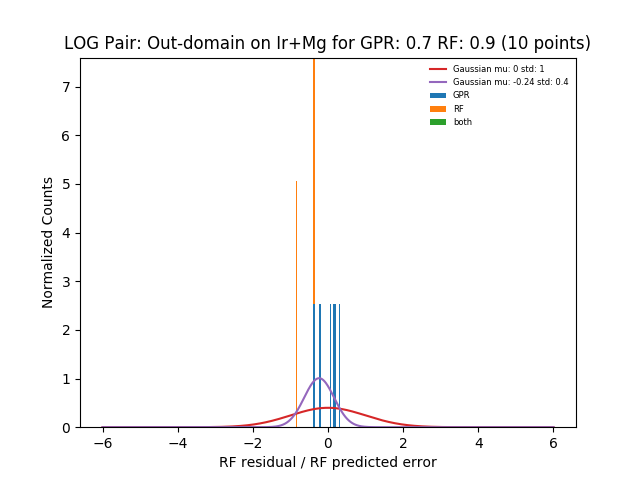 LOG Pair: Out-domain on Ir+Mg for GPR: 0.7 RF: 0.9 (10 points)
Gaussian mu: 0 std: 1
Gaussian mu: -0.24 std: 0.4
GPR
RF
both
Normalized Counts
7
6
5
4
3
2
1
0
−6
−4
−2
0
2
4
6
RF residual / RF predicted error